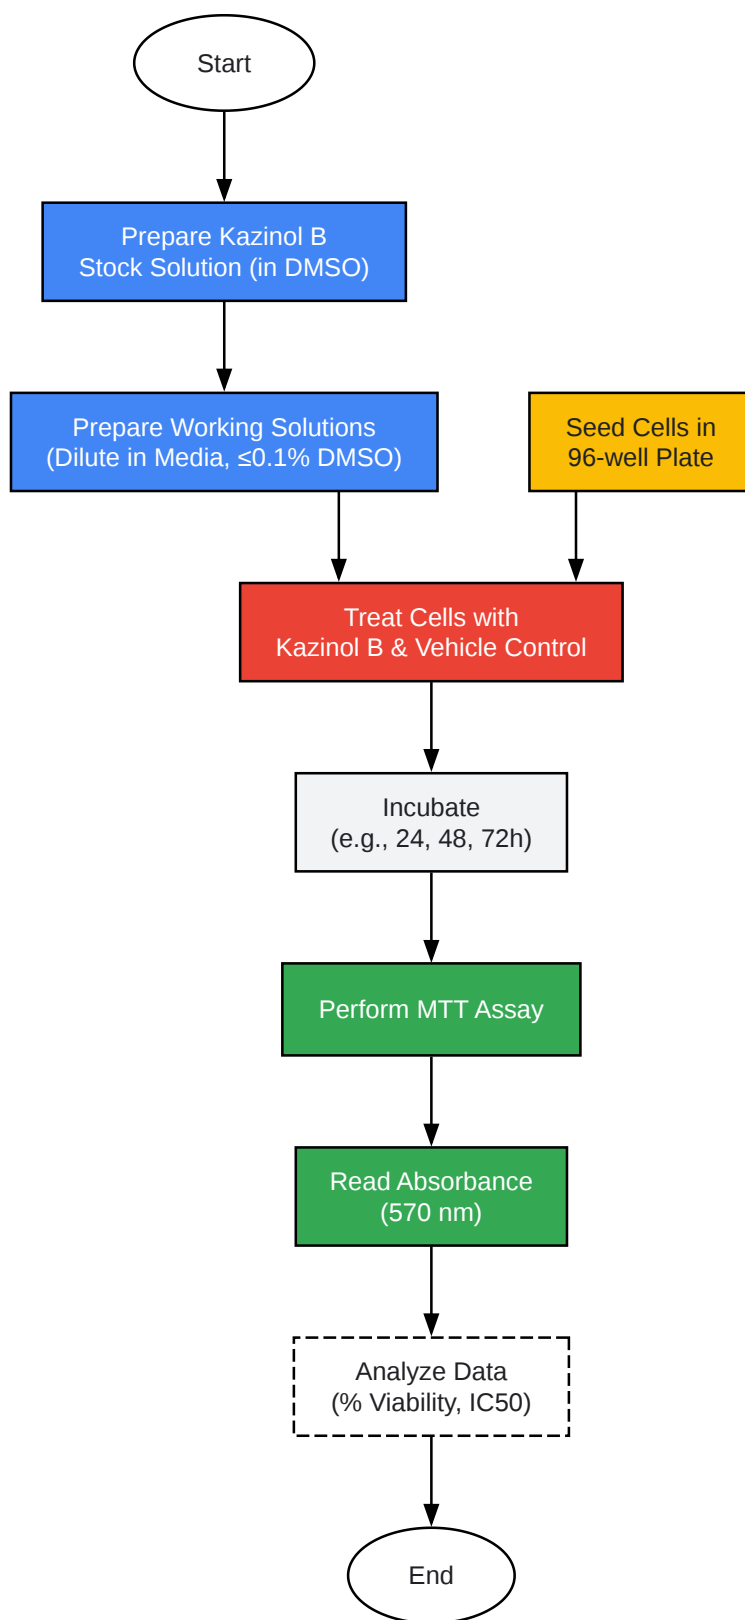 Start
Prepare Kazinol B
Stock Solution (in DMSO)
Prepare Working Solutions
(Dilute in Media, ≤0.1% DMSO)
Seed Cells in
96-well Plate
Treat Cells with
Kazinol B & Vehicle Control
Incubate
(e.g., 24, 48, 72h)
Perform MTT Assay
Read Absorbance
(570 nm)
Analyze Data
(% Viability, IC50)
End